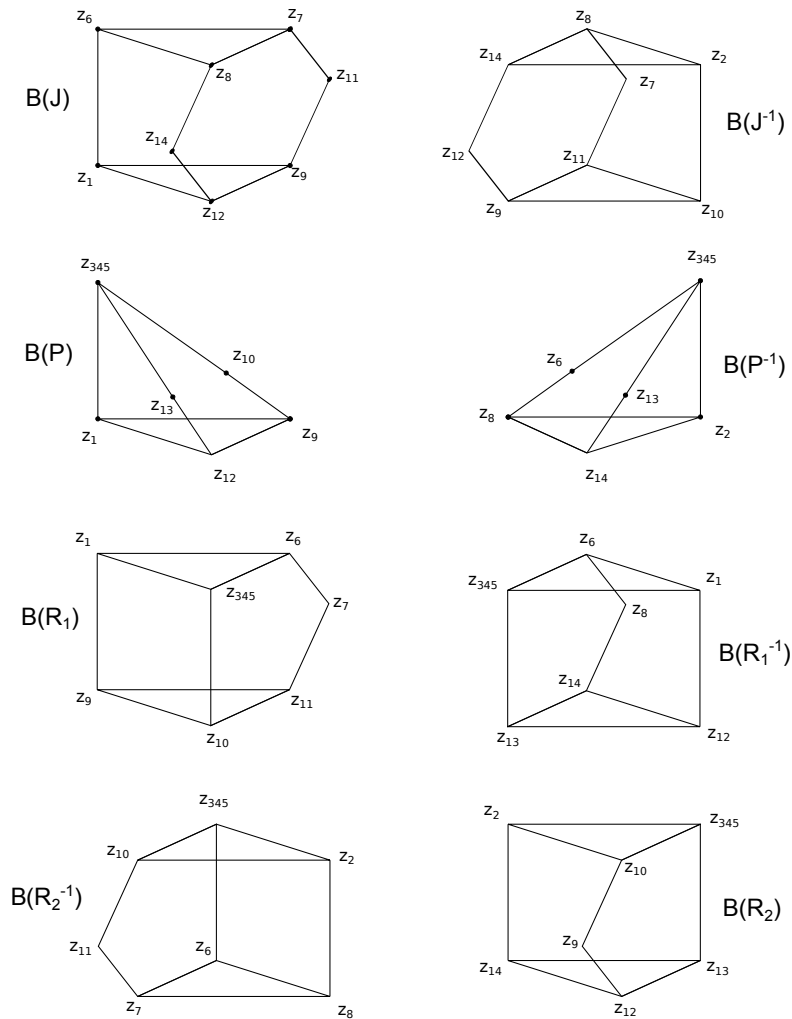 z6 z7 z8 z2
z8 z11 z14 z7
B(J) z14 B(J-1)
z1 z9 z12 z11
z12 z9 z10
z345 z345
B(P) z10 z6 B(P-1)
z13 z13
z1 z9 z8 z2
z12 z14
z1 z6 z6
z345 z345 z1
B(R1) z7 z8 B(R1-1)
z9 z11 z14
z10 z13 z12
z345 z2 z345
z10 z2 z10
B(R2-1) B(R2)
z11 z6 z9
z14 z13
z7 z8 z12